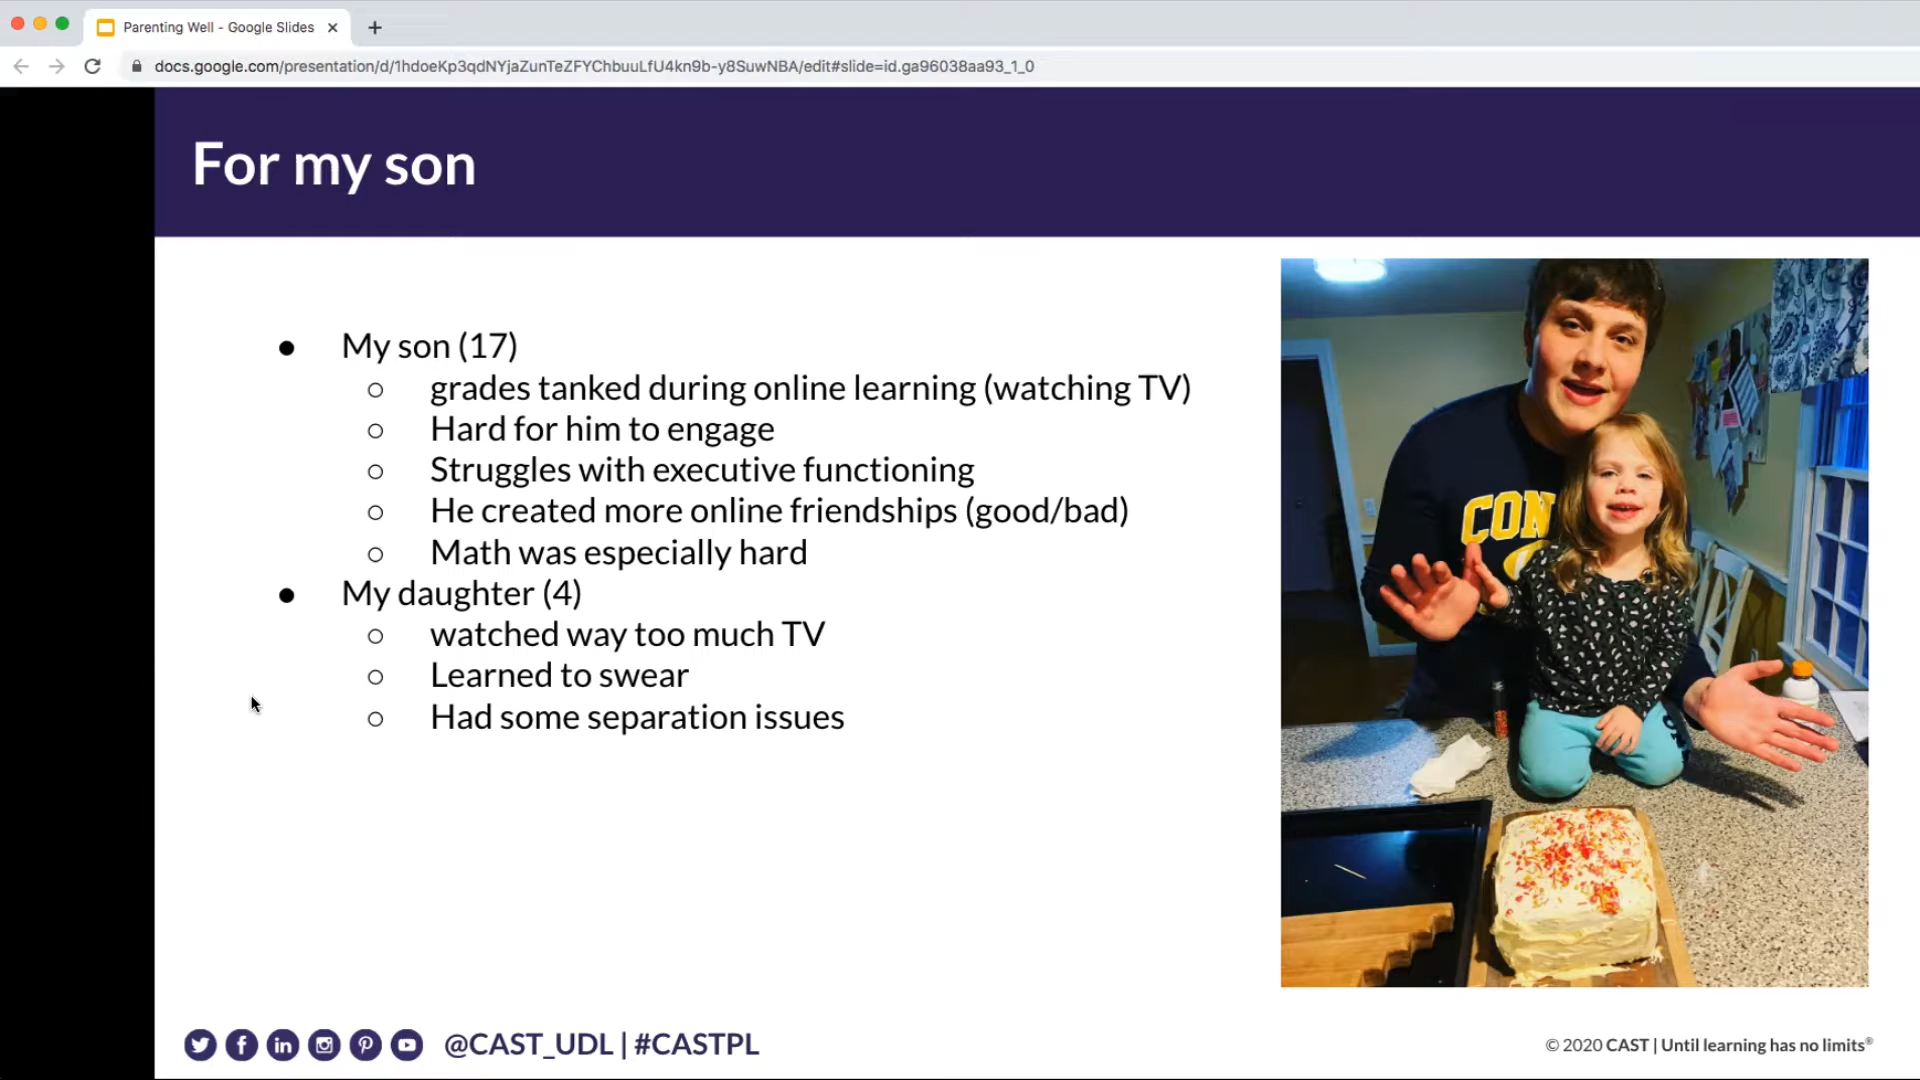 Parenting Well - Google Slides
docs.google.com/presentation/d/1hdoeKp3qdNYjaZunTeZFYChbuuLfU4kn9b-y8SuwNBA/edit#slide=id.ga96038aa93_1_0
For my son
● My son (17)
○ grades tanked during online learning (watching TV)
○ Hard for him to engage
○ Struggles with executive functioning
○ He created more online friendships (good/bad)
○ Math was especially hard
● My daughter (4)
○ watched way too much TV
○ Learned to swear
○ Had some separation issues
CON
@CAST_UDL | #CASTPL
© 2020 CAST | Until learning has no limits®